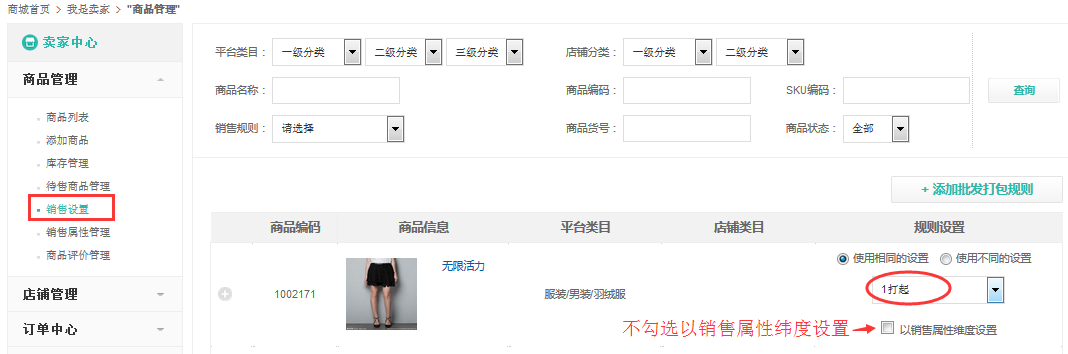 商城首页 > 我是卖家 > "商品管理"
卖家中心
商品管理
商品列表
添加商品
库存管理
待售商品管理
销售设置
销售属性管理
商品评价管理
店铺管理
订单中心
平台类目： 一级分类 二级分类 三级分类 店铺分类： 一级分类 二级分类
商品名称： 商品编码： SKU编码： 查询
销售规则： 请选择 商品货号： 商品状态： 全部
+ 添加批发打包规则
商品编码 商品信息 平台类目 店铺类目 规则设置
1002171 无限活力 服装/男装/羽绒服
使用相同的设置 使用不同的设置
1打起
不勾选以销售属性纬度设置
以销售属性维度设置